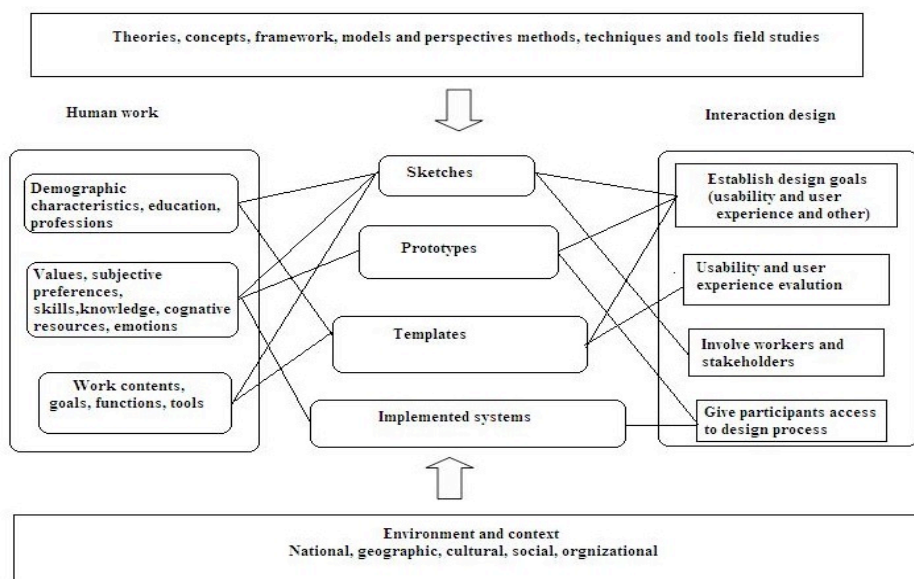 Theories, concepts, framework, models and perspectives methods, techniques and tools field studies
Human work
Interaction design
Demographic
characteristics, education,
professions
Values, subjective
preferences,
skills,knowledge, cognitive
resources, emotions
Work contents,
goals, functions, tools
Sketches
Prototypes
Templates
Implemented systems
Establish design goals
(usability and user
experience and other)
Usability and user
experience evalution
Involve workers and
stakeholders
Give participants access
to design process
Environment and context
National, geographic, cultural, social, orgnizational